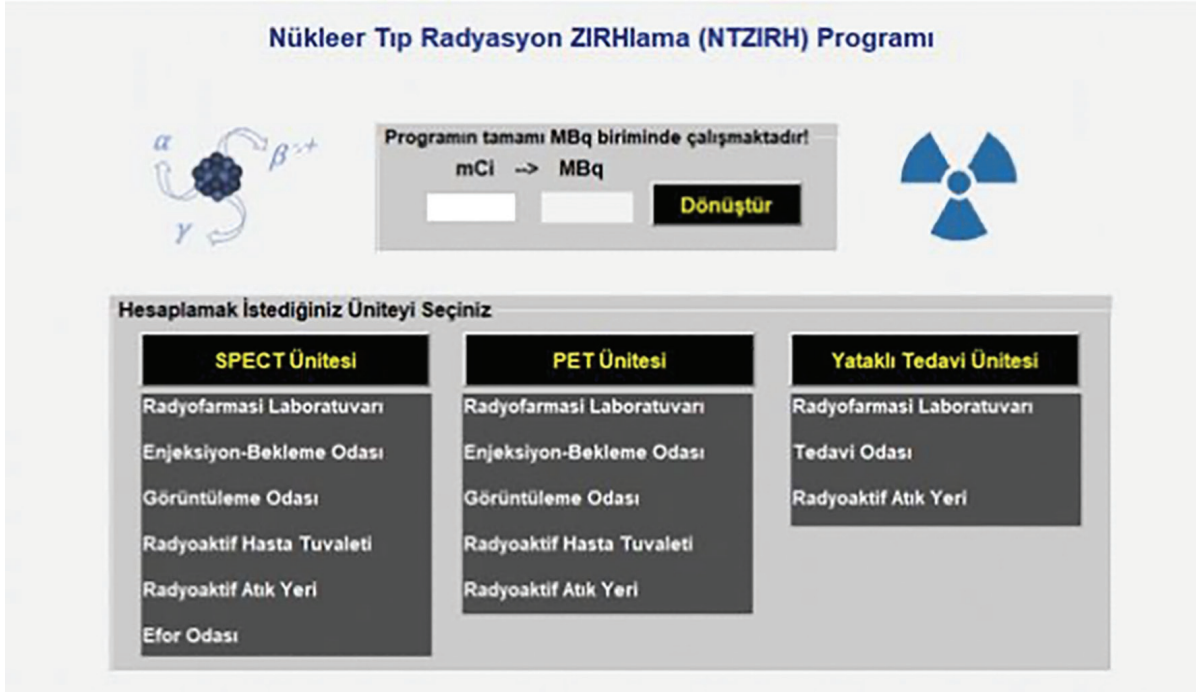 Nükleer Tıp Radyasyon ZIRHlama (NTZIRH) Programı
α
β⁻·⁺
γ
Programın tamamı MBq biriminde çalışmaktadır!
mCi --> MBq
Dönüştür
Hesaplamak İstediğiniz Üniteyi Seçiniz
SPECT Ünitesi
Radyofarmasi Laboratuvarı
Enjeksiyon-Bekleme Odası
Görüntüleme Odası
Radyoaktif Hasta Tuvaleti
Radyoaktif Atık Yeri
Efor Odası
PET Ünitesi
Radyofarmasi Laboratuvarı
Enjeksiyon-Bekleme Odası
Görüntüleme Odası
Radyoaktif Hasta Tuvaleti
Radyoaktif Atık Yeri
Yataklı Tedavi Ünitesi
Radyofarmasi Laboratuvarı
Tedavi Odası
Radyoaktif Atık Yeri